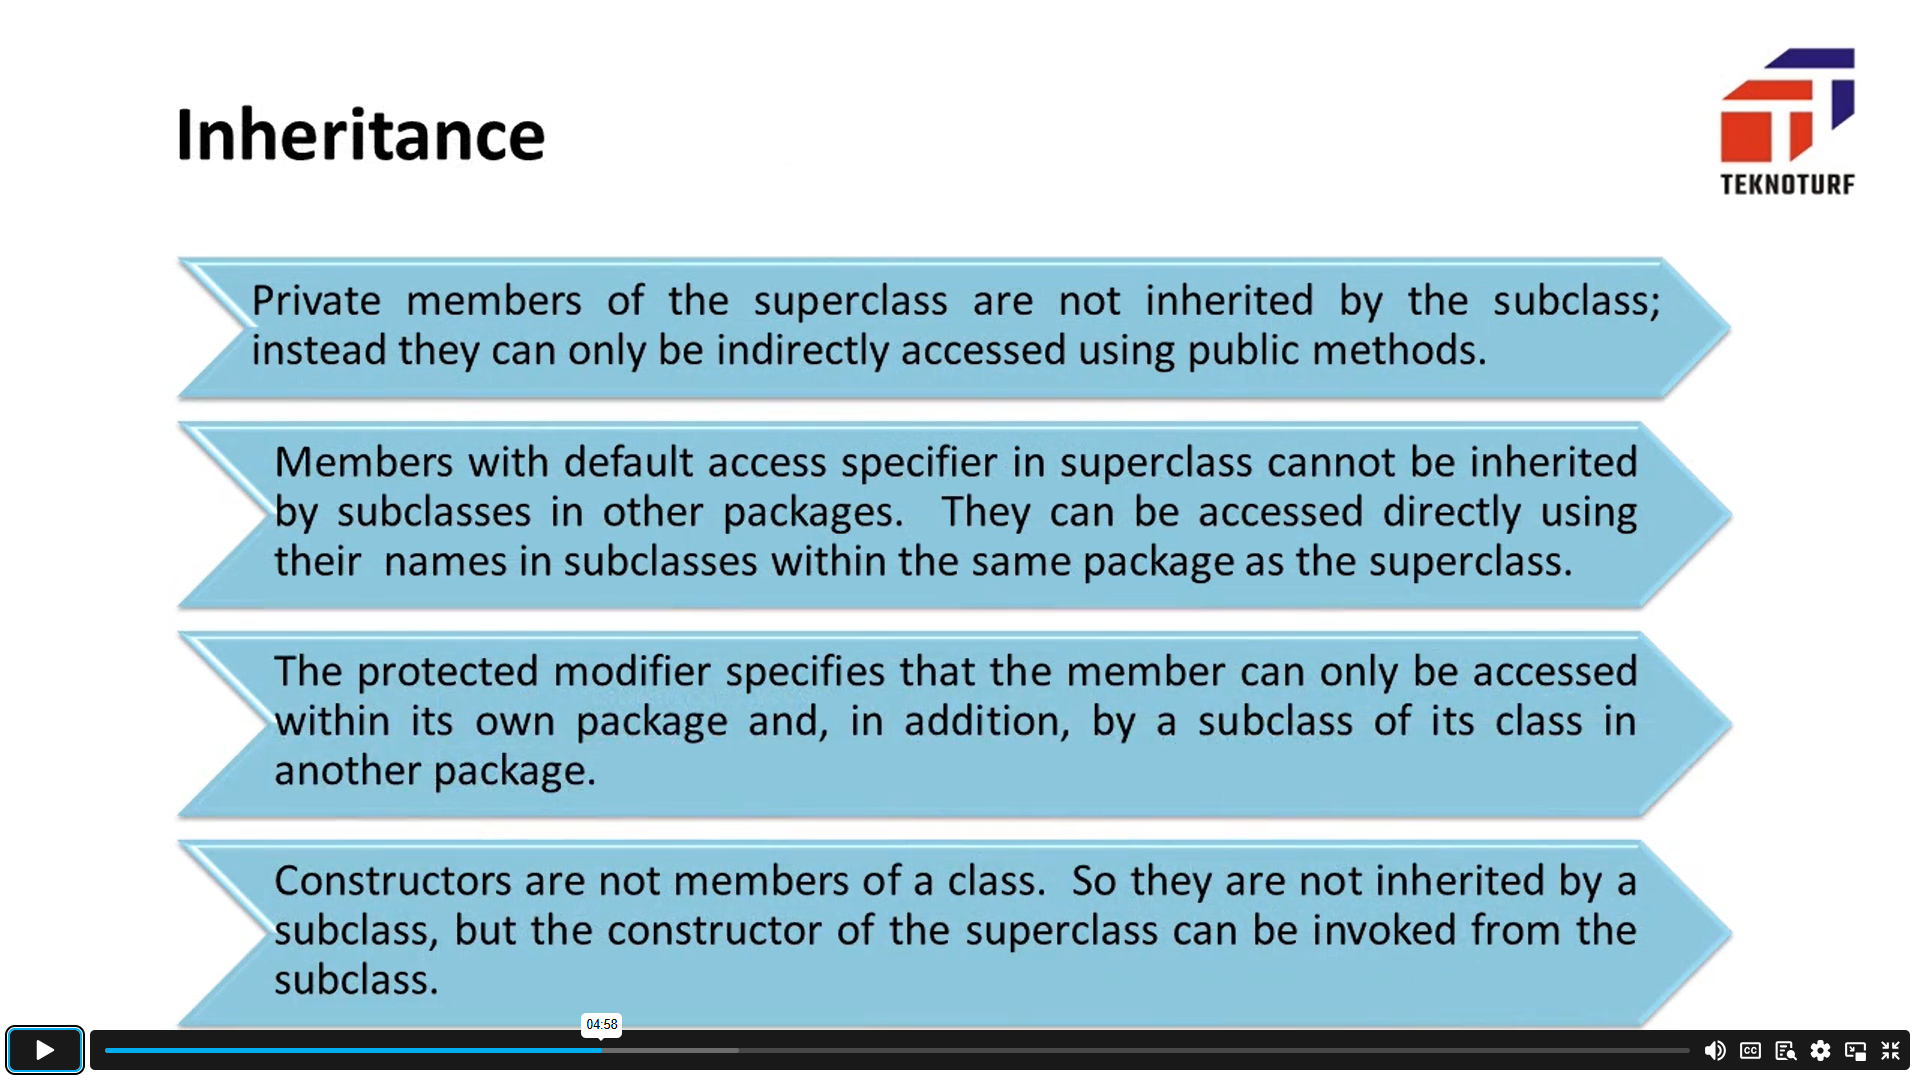 Inheritance
TEKNOTURF
Private members of the superclass are not inherited by the subclass;
instead they can only be indirectly accessed using public methods.
Members with default access specifier in superclass cannot be inherited
by subclasses in other packages. They can be accessed directly using
their names in subclasses within the same package as the superclass.
The protected modifier specifies that the member can only be accessed
within its own package and, in addition, by a subclass of its class in
another package.
Constructors are not members of a class. So they are not inherited by a
subclass, but the constructor of the superclass can be invoked from the
subclass.
04:58
CC